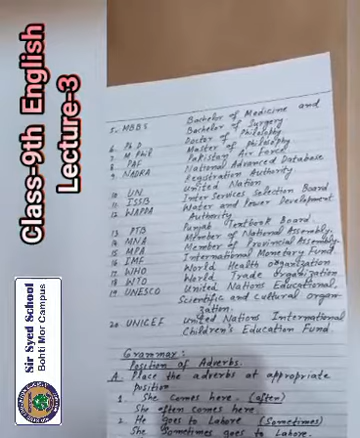 Class-9th English
Lecture-3
Sir Syed School
Bohti Mor Campus
5. MBBS Bachelor of Medicine and
Bachelor of Surgery
6. Ph D Doctor of Philosophy
7. M Phil Master of Philosophy
8. PAF Pakistan Air Force
9. NADRA National Advanced Database
Registration Authority
10. UN United Nation
11. ISSB Inter Services Selection Board
12. WAPDA Water and Power Development
Authority
13. PTB Punjab Textbook Board
14. MNA Member of National Assembly.
15. MPA Member of Provincial Assembly.
16. IMF International Monetary Fund.
17. WHO World Health Organization.
18. WTO World Trade Organization
19. UNESCO United Nations Educational,
Scientific and cultural organ-
zation.
20. UNICEF United Nations International
Children's Education Fund.
Grammar:
Position of Adverbs.
A. Place the adverbs at appropriate
position
1. She comes here. (often)
She often comes here.
2. He goes to Lahore (Sometimes)
She Sometimes goes to Lahore.